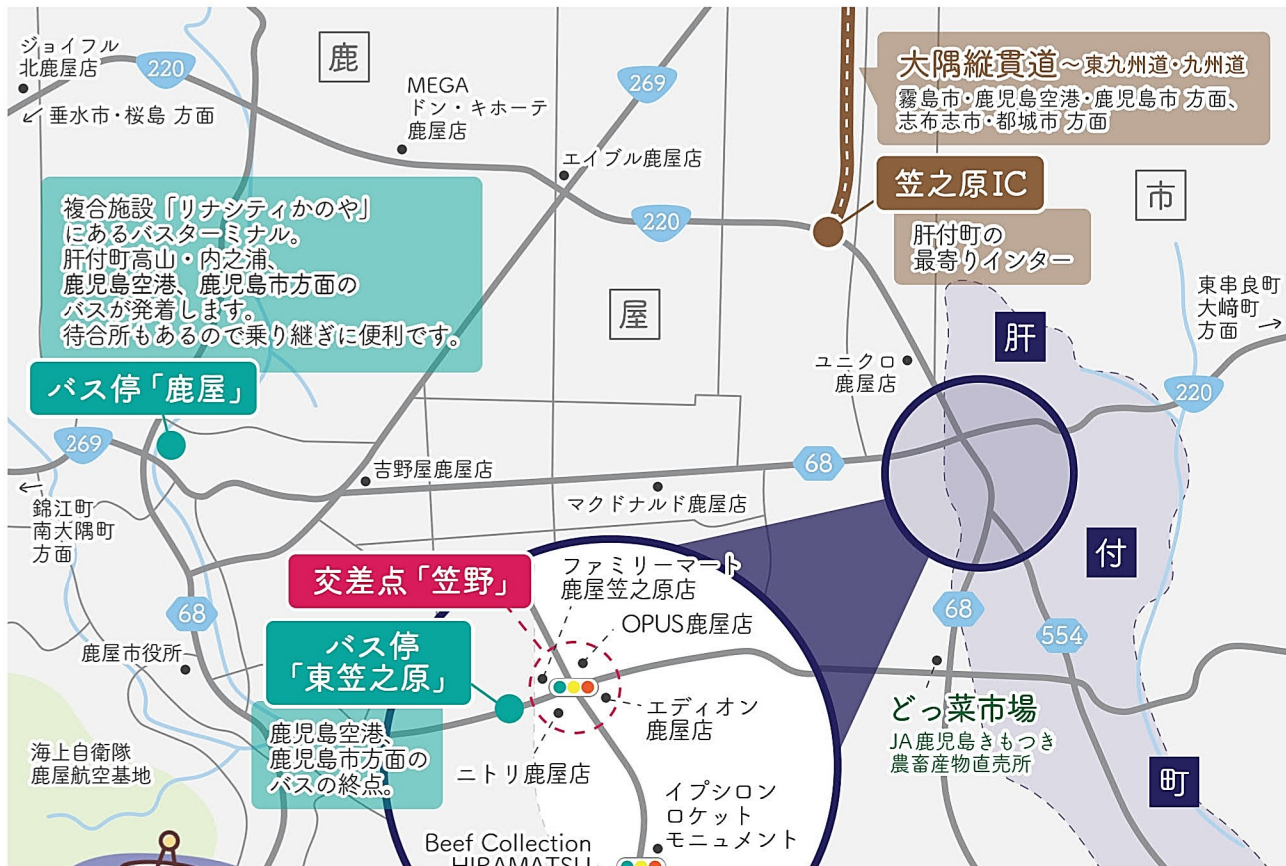 ジョイフル
北鹿屋店
220
鹿
269
大隅縦貫道～東九州道・九州道
霧島市・鹿児島空港・鹿児島市 方面、
志布志市・都城市 方面
垂水市・桜島 方面
MEGA
ドン・キホーテ
鹿屋店
エイブル鹿屋店
笠之原IC
市
複合施設「リナシティかのや」
にあるバスターミナル。
肝付町高山・内之浦、
鹿児島空港、鹿児島市方面の
バスが発着します。
待合所もあるので乗り継ぎに便利です。
220
肝付町の
最寄りインター
東串良町
大﨑町
方面
屋
肝
ユニクロ
鹿屋店
バス停「鹿屋」
220
269
吉野屋鹿屋店
68
マクドナルド鹿屋店
錦江町
南大隅町
方面
付
交差点「笠野」
ファミリーマート
鹿屋笠之原店
OPUS鹿屋店
68
68
554
鹿屋市役所
バス停
「東笠之原」
エディオン
鹿屋店
どっ菜市場
JA鹿児島きもつき
農畜産物直売所
鹿児島空港、
鹿児島市方面の
バスの終点。
ニトリ鹿屋店
海上自衛隊
鹿屋航空基地
町
イプシロン
ロケット
モニュメント
Beef Collection
HIRAMATSU